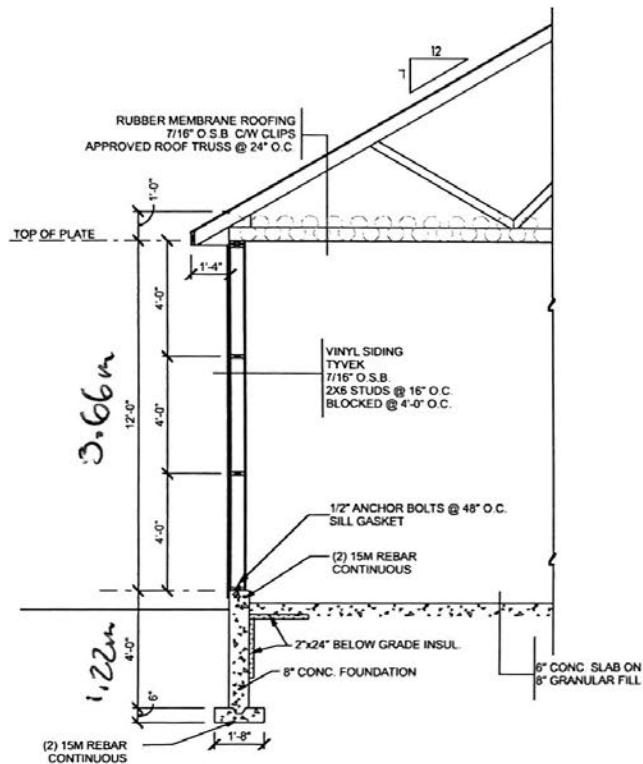 12
7
RUBBER MEMBRANE ROOFING
7/16" O.S.B. C/W CLIPS
APPROVED ROOF TRUSS @ 24" O.C.
1'-0"
TOP OF PLATE
1'-4"
4'-0"
VINYL SIDING
TYVEK
7/16" O.S.B.
2X6 STUDS @ 16" O.C.
BLOCKED @ 4'-0" O.C.
3.66m
12'-0"
4'-0"
4'-0"
1/2" ANCHOR BOLTS @ 48" O.C.
SILL GASKET
(2) 15M REBAR
CONTINUOUS
1.22m
4'-0"
2"x24" BELOW GRADE INSUL.
8" CONC. FOUNDATION
6" CONC SLAB ON
8" GRANULAR FILL
6"
(2) 15M REBAR
CONTINUOUS
1'-8"